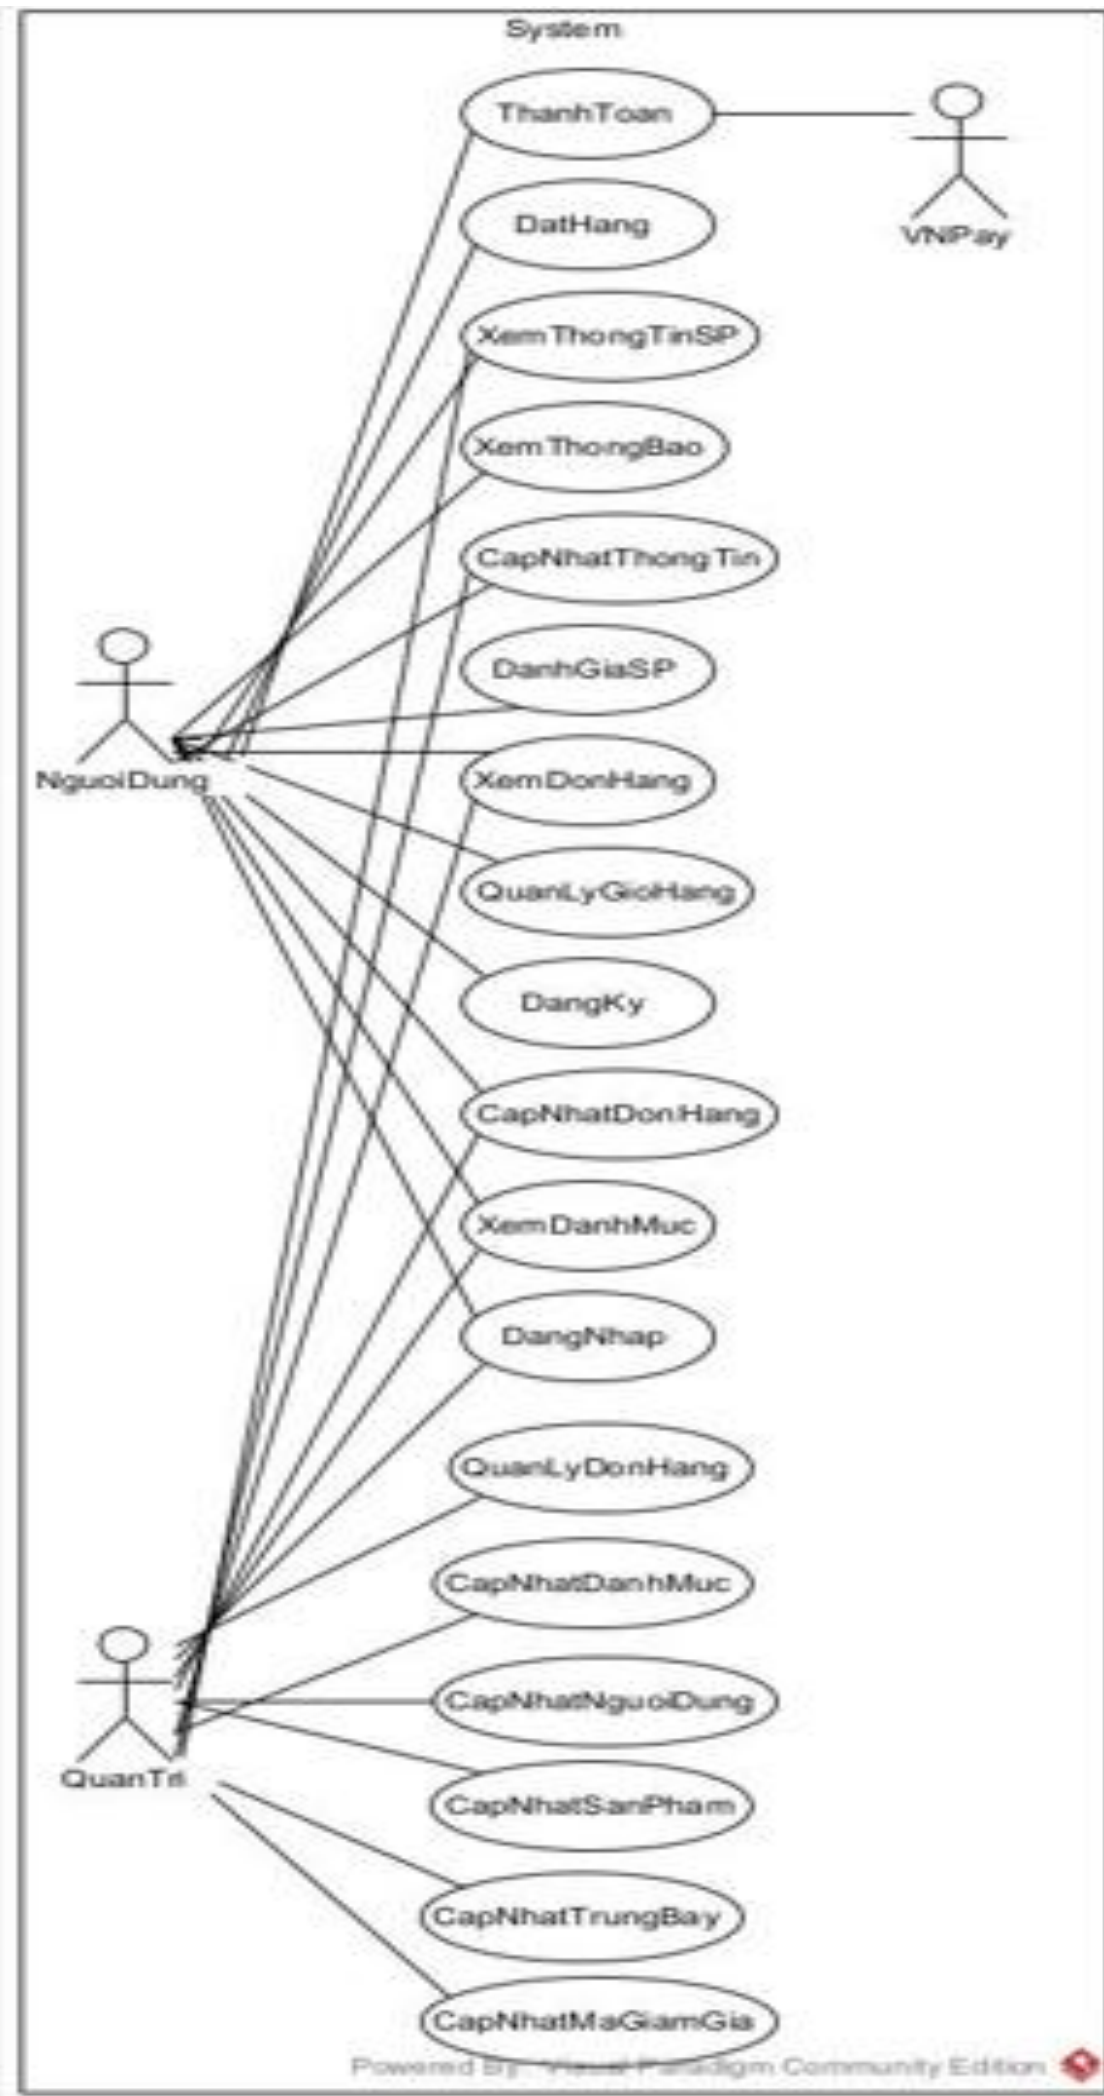 System
ThanhToan
VNPay
DatHang
XemThongTinSP
XemThongBao
CapNhatThongTin
DanhGiaSP
NguoiDung
XemDonHang
QuanLyGioHang
DangKy
CapNhatDonHang
XemDanhMuc
DangNhap
QuanLyDonHang
CapNhatDanhMuc
CapNhatNguoiDung
QuanTri
CapNhatSanPham
CapNhatTrungBay
CapNhatMaGiamGia
Powered By Visual Paradigm Community Edition